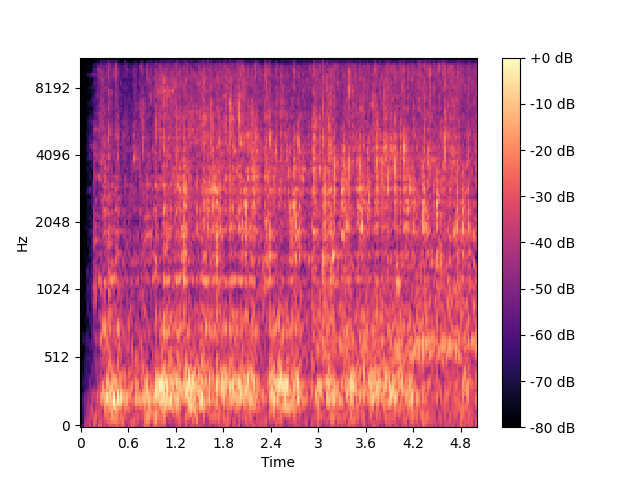 +0 dB
8192
-10 dB
4096
-20 dB
-30 dB
2048
Hz
-40 dB
1024
-50 dB
512
-60 dB
-70 dB
0
-80 dB
0 0.6 1.2 1.8 2.4 3 3.6 4.2 4.8
Time